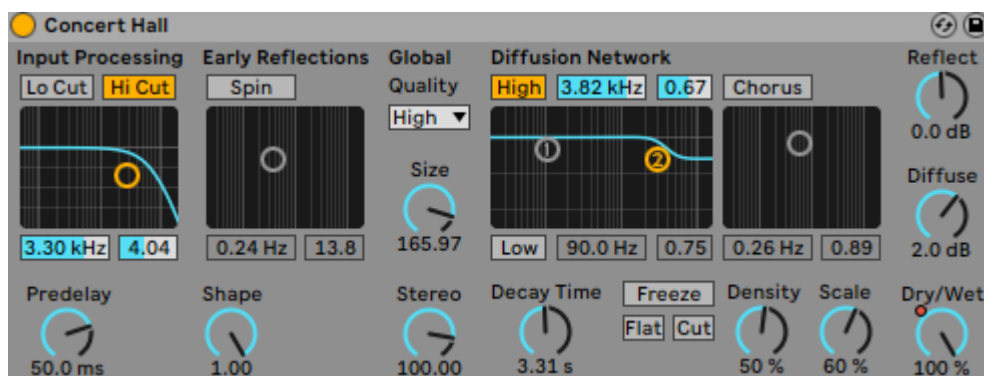 Concert Hall
Input Processing Early Reflections Global Diffusion Network Reflect
Lo Cut Hi Cut Spin Quality High 3.82 kHz 0.67 Chorus
High 0.0 dB
1 2
Size Diffuse
165.97
3.30 kHz 4.04 0.24 Hz 13.8 Low 90.0 Hz 0.75 0.26 Hz 0.89 2.0 dB
Predelay Shape Stereo Decay Time Freeze Density Scale Dry/Wet
Flat Cut
50.0 ms 1.00 100.00 3.31 s 50 % 60 % 100 %